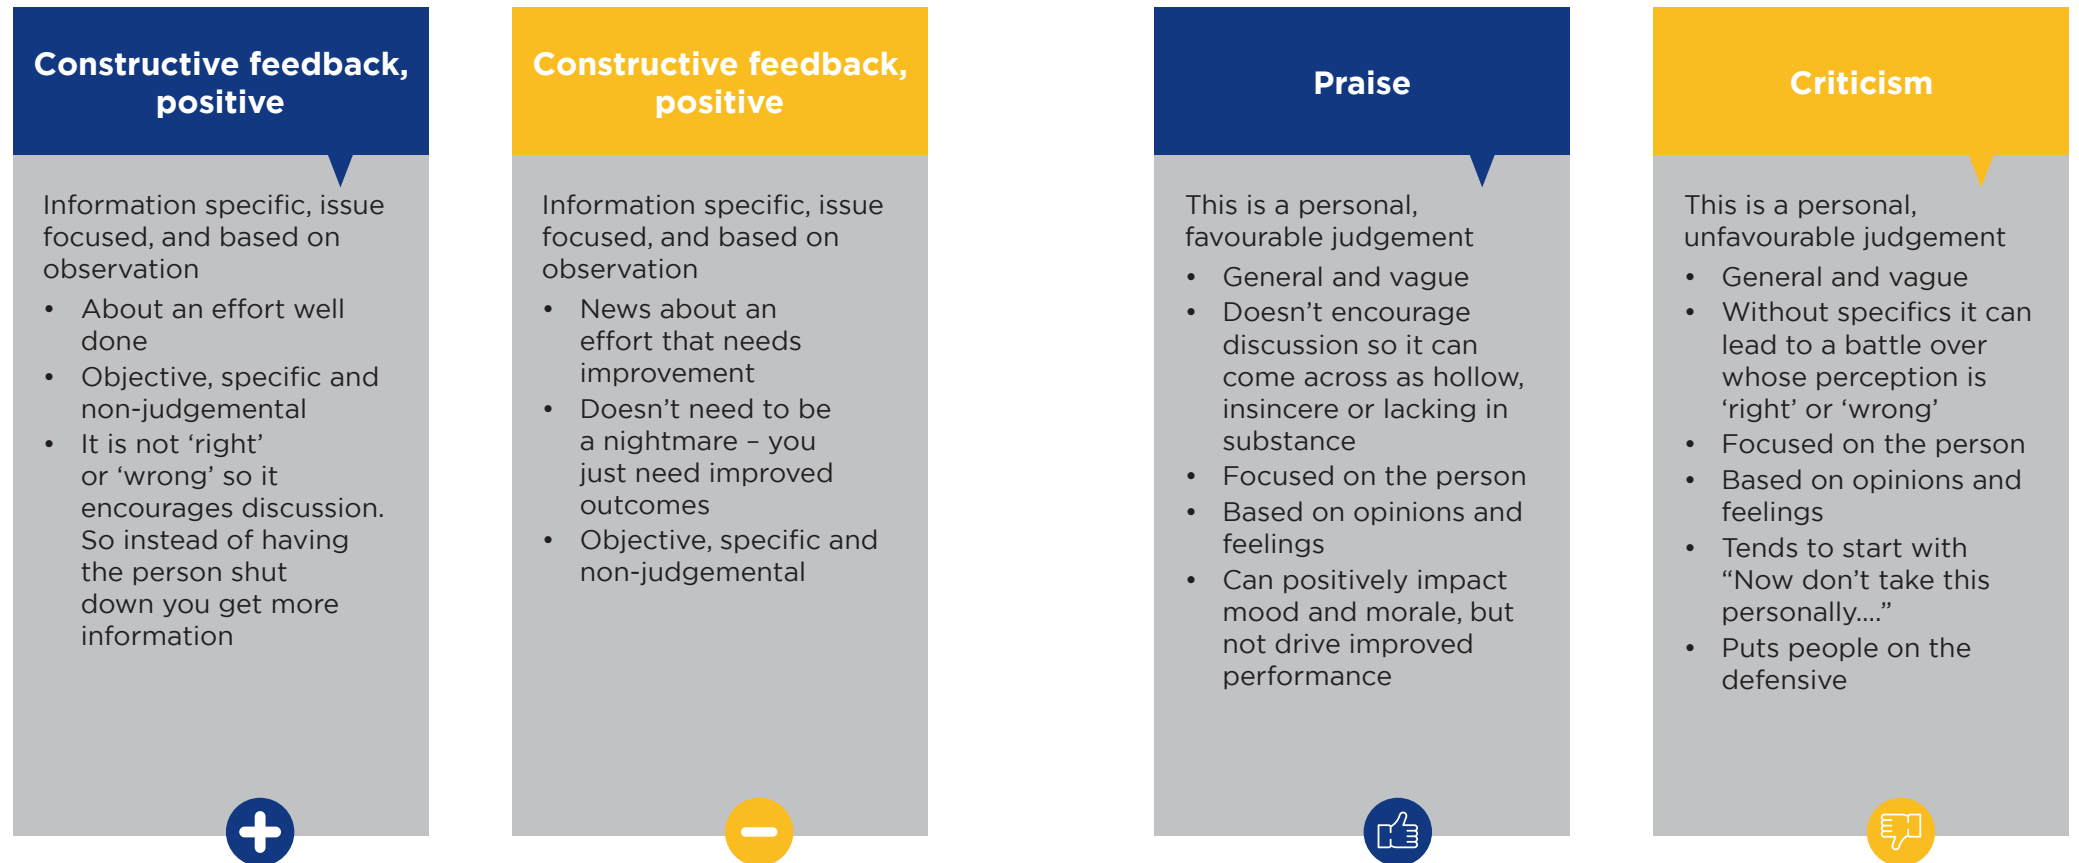 Constructive feedback,
positive
Information specific, issue
focused, and based on
observation
• About an effort well
done
• Objective, specific and
non-judgemental
• It is not ‘right’
or ‘wrong’ so it
encourages discussion.
So instead of having
the person shut
down you get more
information
Constructive feedback,
positive
Information specific, issue
focused, and based on
observation
• News about an
effort that needs
improvement
• Doesn’t need to be
a nightmare – you
just need improved
outcomes
• Objective, specific and
non-judgemental
Praise
This is a personal,
favourable judgement
• General and vague
• Doesn’t encourage
discussion so it can
come across as hollow,
insincere or lacking in
substance
• Focused on the person
• Based on opinions and
feelings
• Can positively impact
mood and morale, but
not drive improved
performance
Criticism
This is a personal,
unfavourable judgement
• General and vague
• Without specifics it can
lead to a battle over
whose perception is
‘right’ or ‘wrong’
• Focused on the person
• Based on opinions and
feelings
• Tends to start with
“Now don’t take this
personally....”
• Puts people on the
defensive